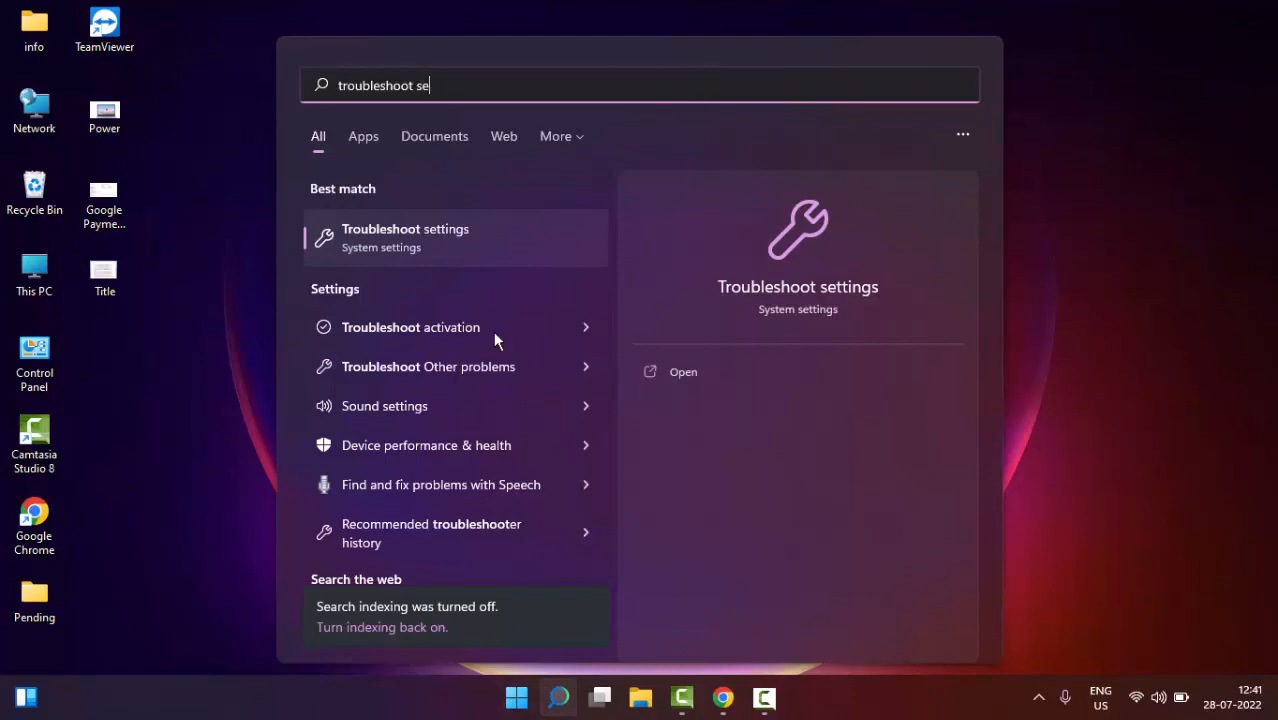 info
TeamViewer
Network
Power
Recycle Bin
Google
Payme...
This PC
Title
Control
Panel
Camtasia
Studio 8
Google
Chrome
Pending
troubleshoot se
All
Apps
Documents
Web
More
...
Best match
Troubleshoot settings
System settings
Settings
Troubleshoot activation
Troubleshoot Other problems
Sound settings
Device performance & health
Find and fix problems with Speech
Recommended troubleshooter
history
Search the web
Search indexing was turned off.
Turn indexing back on.
Troubleshoot settings
System settings
Open
ENG
US
12:41
28-07-2022